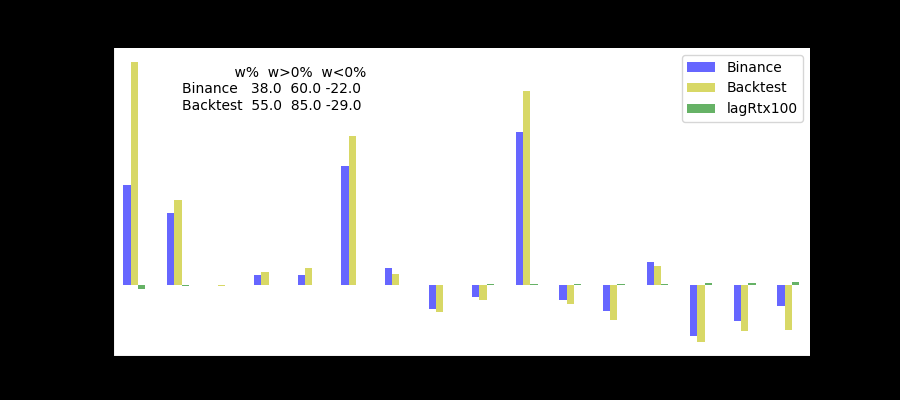 w% w>0% w<0%
Binance 38.0 60.0 -22.0
Backtest 55.0 85.0 -29.0
Binance
Backtest
lagRtx100